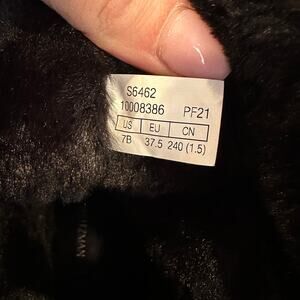 S6462
10008386 PF21
US EU CN
7B 37.5 240 (1.5)